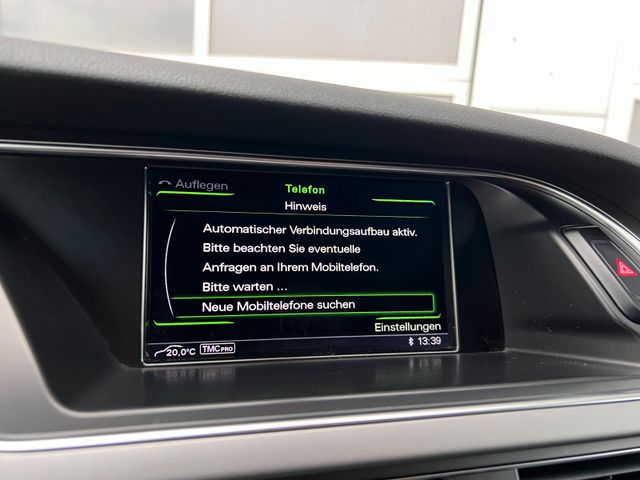 Auflegen
Telefon
Hinweis
Automatischer Verbindungsaufbau aktiv.
Bitte beachten Sie eventuelle
Anfragen an Ihrem Mobiltelefon.
Bitte warten ...
Neue Mobiltelefone suchen
Einstellungen
20,0°C TMC PRO 13:39